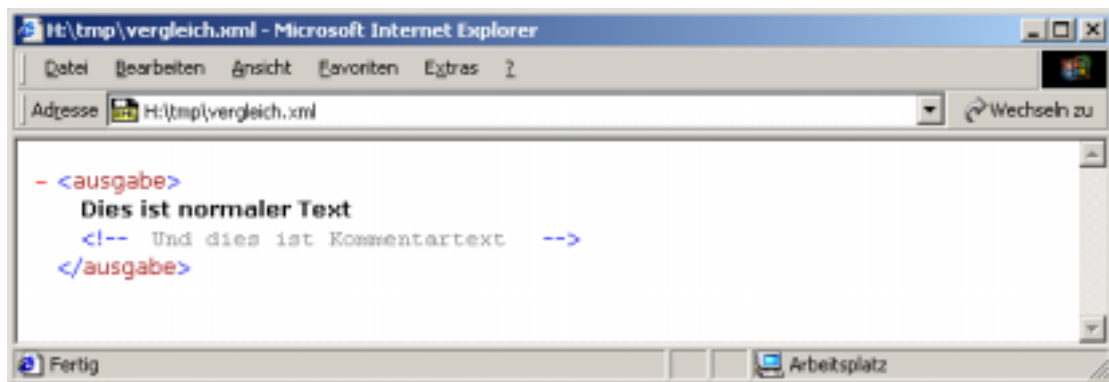 H:\tmp\vergleich.xml - Microsoft Internet Explorer
Datei Bearbeiten Ansicht Favoriten Extras ?
Adresse H:\tmp\vergleich.xml Wechseln zu
- <ausgabe>
Dies ist normaler Text
<!-- Und dies ist Kommentartext -->
</ausgabe>
Fertig Arbeitsplatz